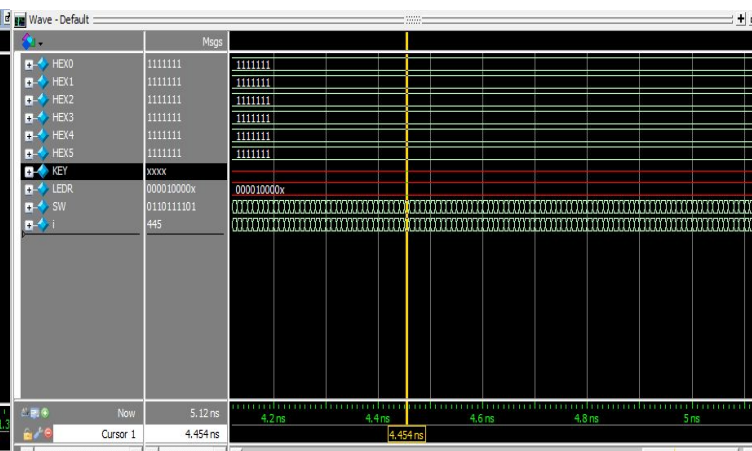 Wave - Default
Msgs
HEX0 1111111 1111111
HEX1 1111111 1111111
HEX2 1111111 1111111
HEX3 1111111 1111111
HEX4 1111111 1111111
HEX5 1111111 1111111
KEY xxxx
LEDR 000010000x 000010000x
SW 0110111101
i 445
Now 5.12 ns 4.2 ns 4.4 ns 4.6 ns 4.8 ns 5 ns
Cursor 1 4.454 ns 4.454 ns